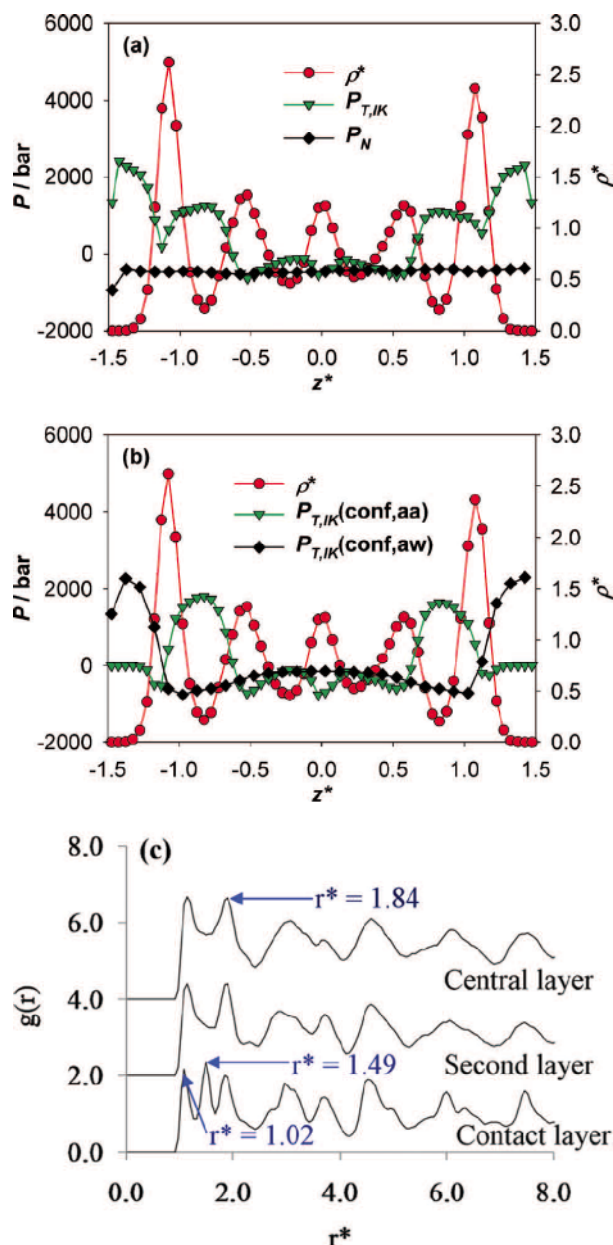 (a)
6000
4000
2000
0
-2000
P / bar
3.0
2.5
2.0
1.5
1.0
0.5
0.0
ρ*
ρ*
P_T,IK
P_N
-1.5 -1.0 -0.5 0.0 0.5 1.0 1.5
z*
(b)
6000
4000
2000
0
-2000
P / bar
3.0
2.5
2.0
1.5
1.0
0.5
0.0
ρ*
ρ*
P_T,IK(conf,aa)
P_T,IK(conf,aw)
-1.5 -1.0 -0.5 0.0 0.5 1.0 1.5
z*
(c)
8.0
6.0
4.0
2.0
0.0
g(r)
r* = 1.84
Central layer
Second layer
r* = 1.49
r* = 1.02
Contact layer
0.0 2.0 4.0 6.0 8.0
r*